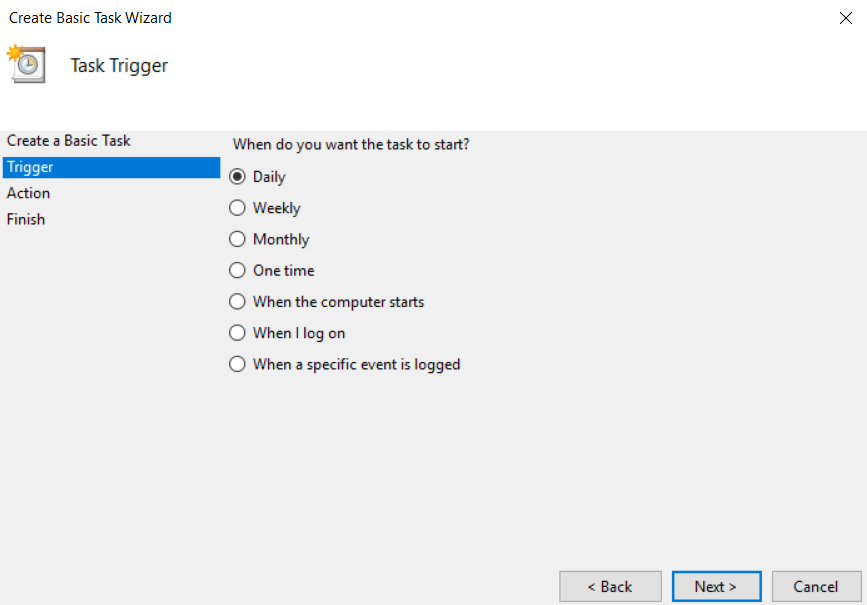 Create Basic Task Wizard
Task Trigger
Create a Basic Task
Trigger
Action
Finish
When do you want the task to start?
Daily
Weekly
Monthly
One time
When the computer starts
When I log on
When a specific event is logged
< Back
Next >
Cancel